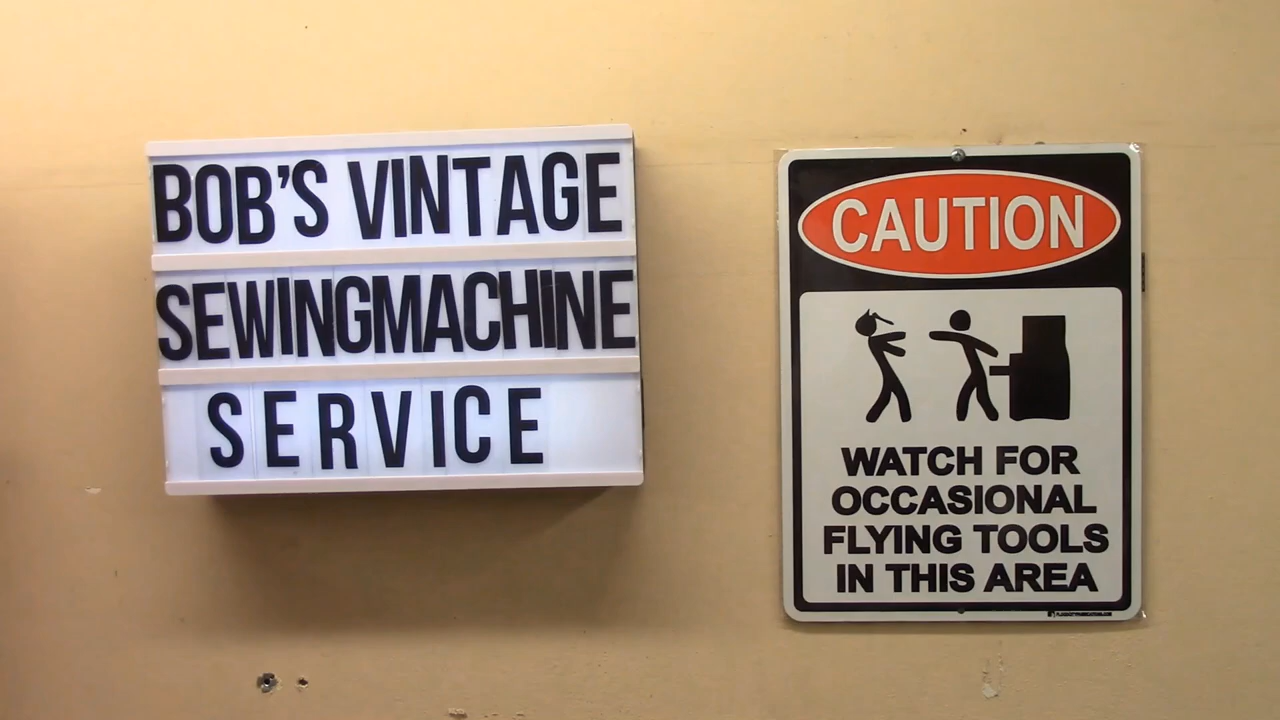 BOB'S VINTAGE
SEWINGMACHINE
SERVICE
CAUTION
WATCH FOR
OCCASIONAL
FLYING TOOLS
IN THIS AREA